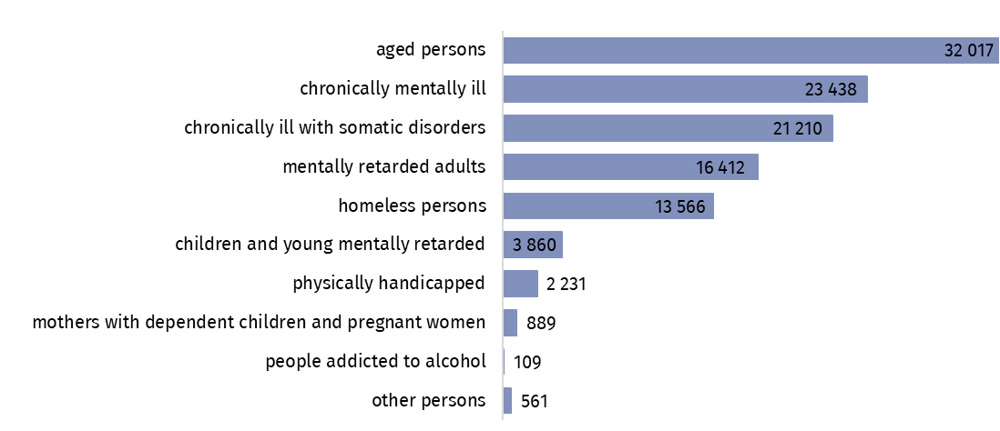 aged persons 32 017
chronically mentally ill 23 438
chronically ill with somatic disorders 21 210
mentally retarded adults 16 412
homeless persons 13 566
children and young mentally retarded 3 860
physically handicapped 2 231
mothers with dependent children and pregnant women 889
people addicted to alcohol 109
other persons 561